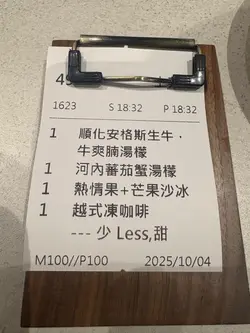 1623 S 18:32 P 18:32
1 順化安格斯生牛.
牛爽腩湯檬
1 河內蕃茄蟹湯檬
1 熱情果+芒果沙冰
1 越式凍咖啡
--- 少 Less,甜
M100//P100 2025/10/04